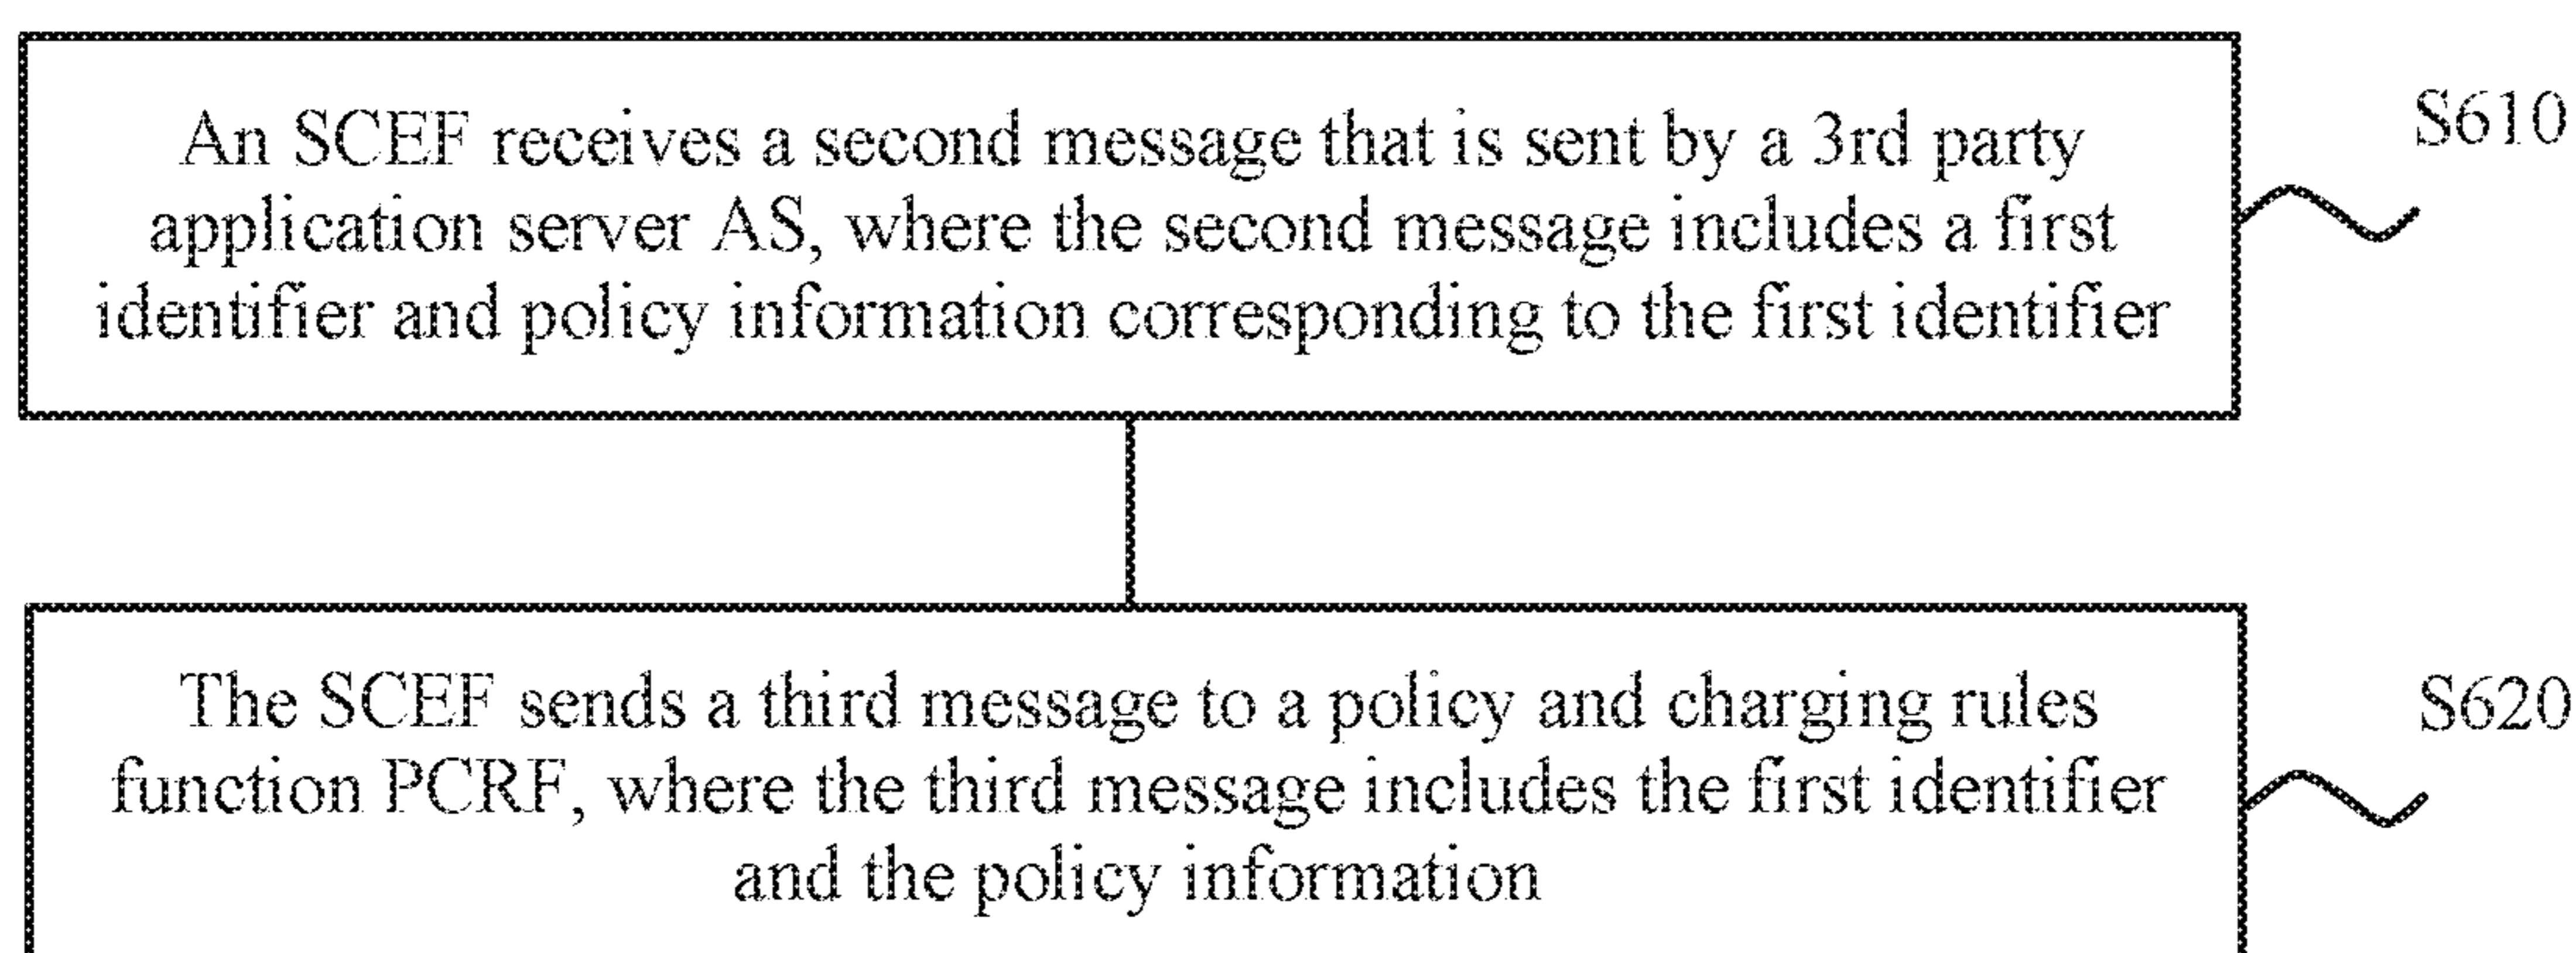 An SCEF receives a second message that is sent by a 3rd party
application server AS, where the second message includes a first
identifier and policy information corresponding to the first identifier
S610
The SCEF sends a third message to a policy and charging rules
function PCRF, where the third message includes the first identifier
and the policy information
S620